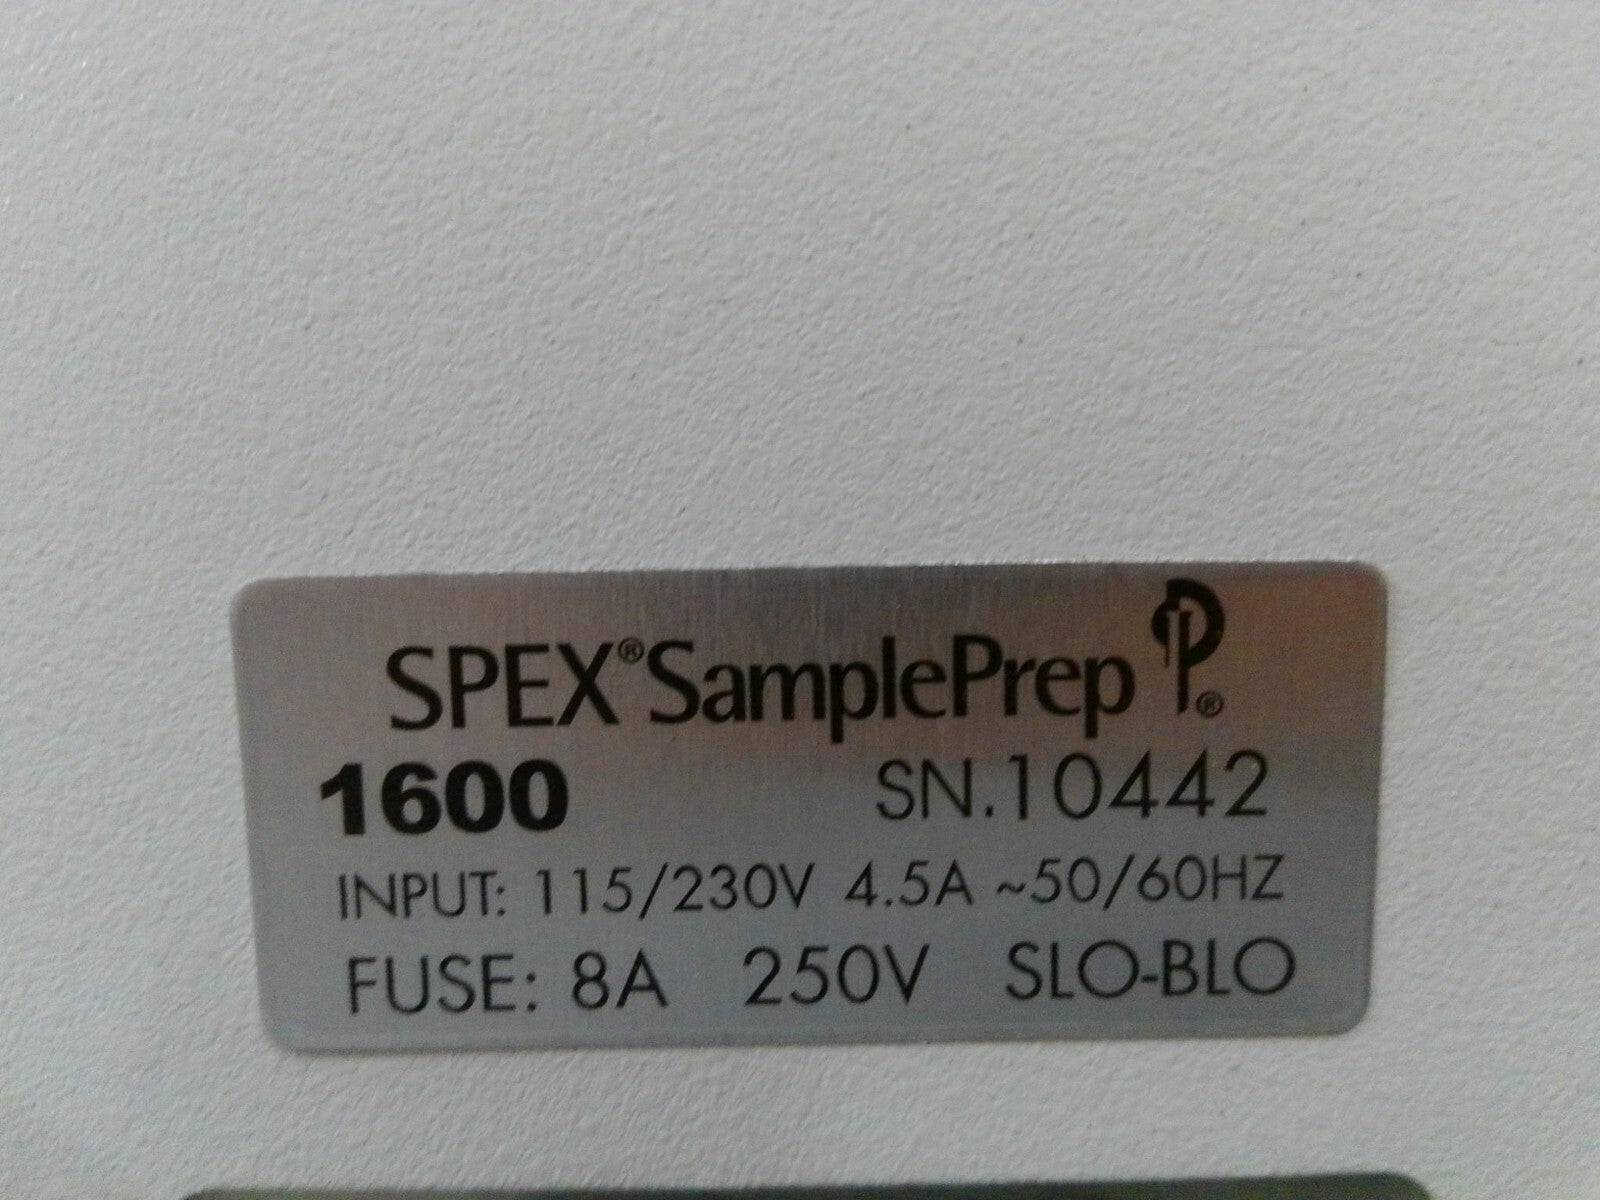 SPEX® SamplePrep ®
1600 SN.10442
INPUT: 115/230V 4.5A ~50/60HZ
FUSE: 8A 250V SLO-BLO